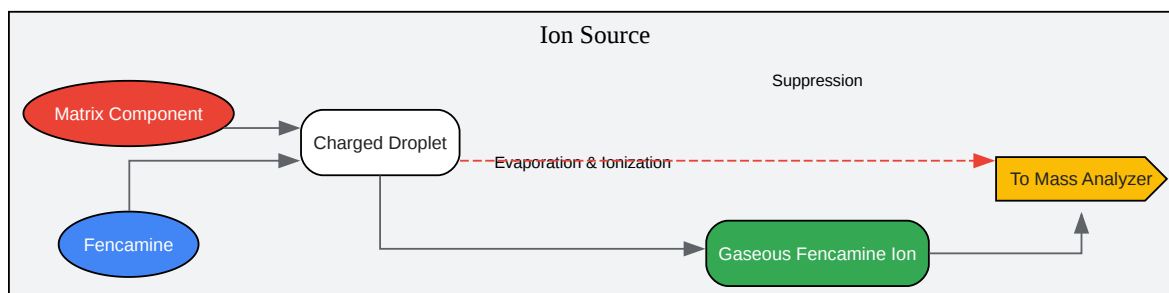 Ion Source
Suppression
Matrix Component
Charged Droplet
Evaporation & Ionization
To Mass Analyzer
Fencamine
Gaseous Fencamine Ion